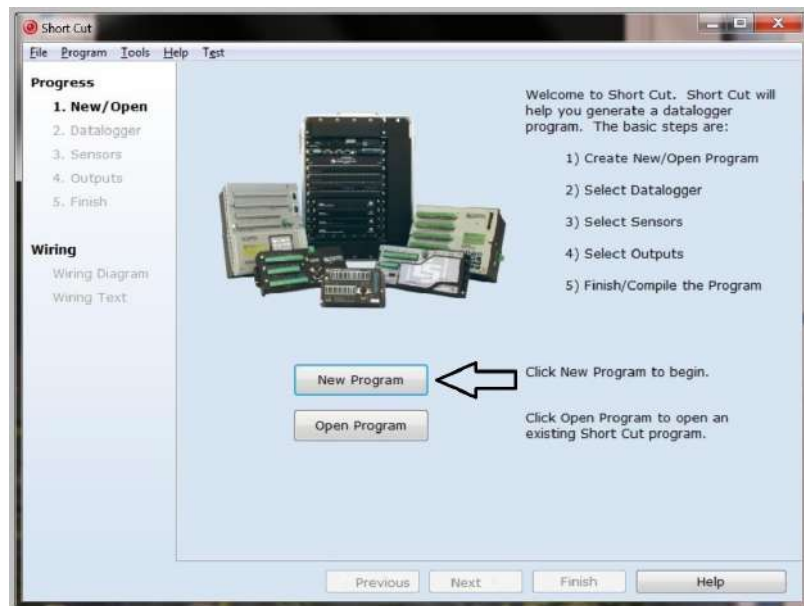 Short Cut
File Program Tools Help Test
Progress
1. New/Open
2. Datalogger
3. Sensors
4. Outputs
5. Finish
Wiring
Wiring Diagram
Wiring Text
Welcome to Short Cut. Short Cut will
help you generate a datalogger
program. The basic steps are:
1) Create New/Open Program
2) Select Datalogger
3) Select Sensors
4) Select Outputs
5) Finish/Compile the Program
New Program
Click New Program to begin.
Open Program
Click Open Program to open an
existing Short Cut program.
Previous Next Finish Help